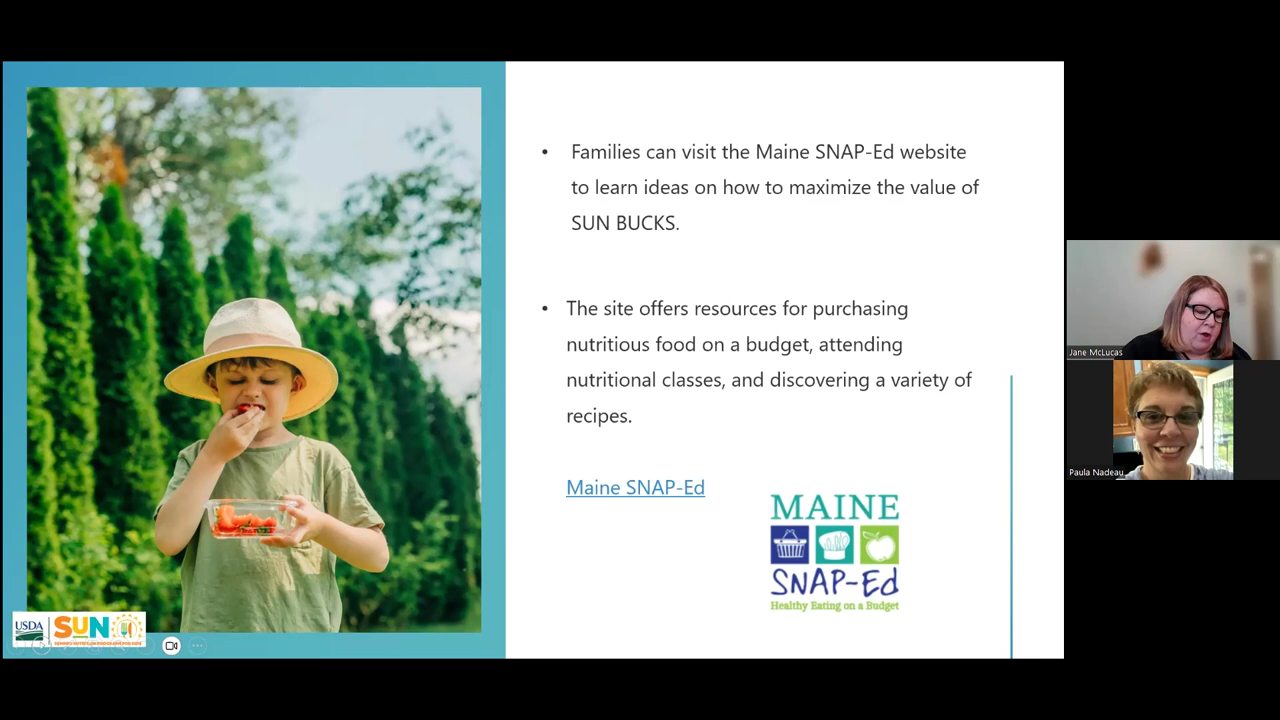 • Families can visit the Maine SNAP-Ed website
to learn ideas on how to maximize the value of
SUN BUCKS.
• The site offers resources for purchasing
nutritious food on a budget, attending
nutritional classes, and discovering a variety of
recipes.
Maine SNAP-Ed
MAINE
SNAP-Ed
Healthy Eating on a Budget
USDA
SUN
Jane McLucas
Paula Nadeau